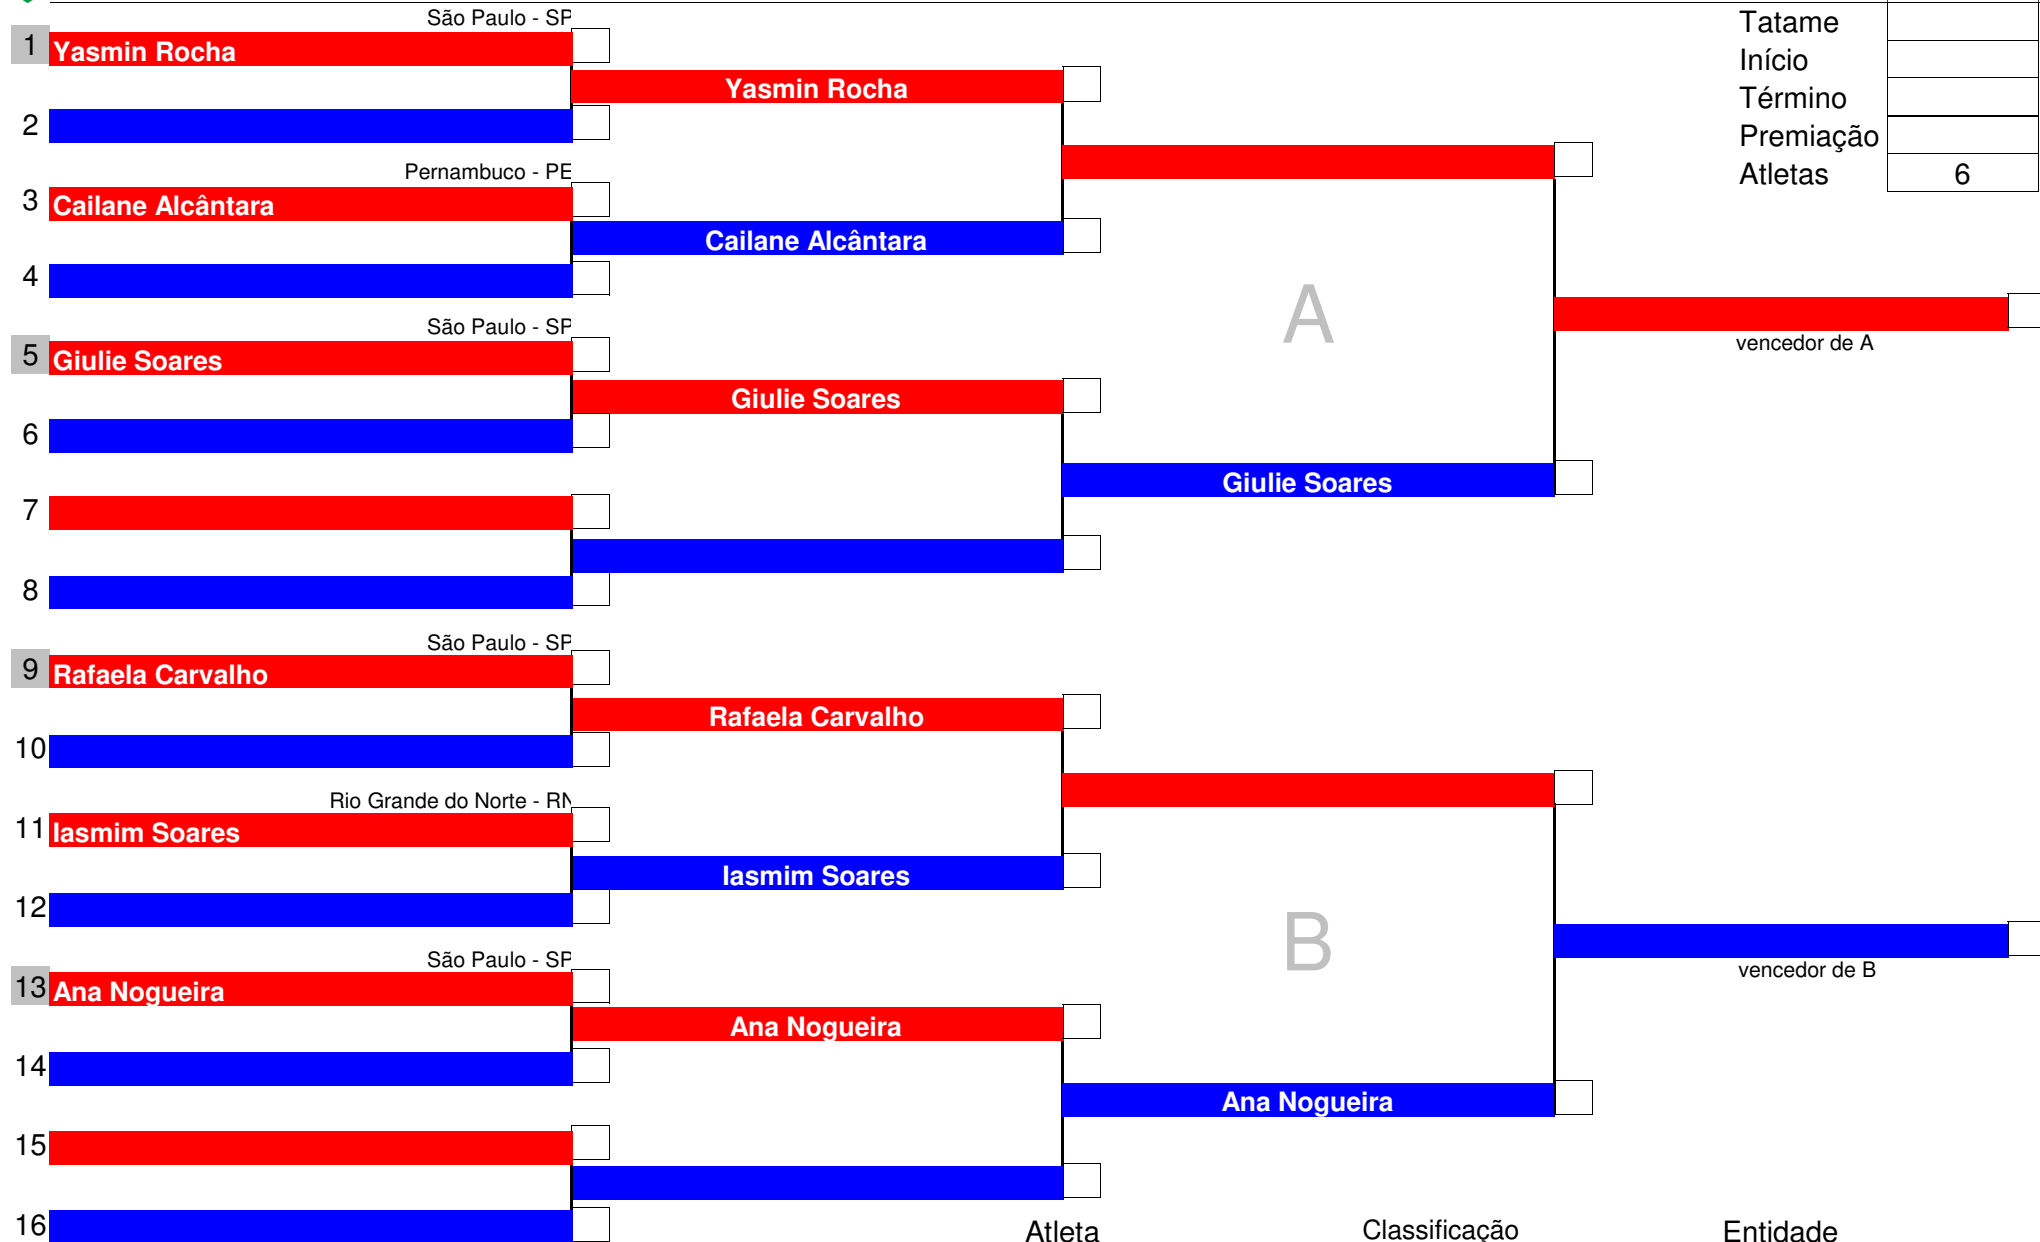 São Paulo - SP
Tatame
1 Yasmin Rocha
Início
Yasmin Rocha
Término
2
Premiação
Pernambuco - PE
Atletas 6
3 Cailane Alcântara
Cailane Alcântara
4
A
São Paulo - SP
vencedor de A
5 Giulie Soares
Giulie Soares
6
Giulie Soares
7
8
São Paulo - SP
9 Rafaela Carvalho
Rafaela Carvalho
10
Rio Grande do Norte - RN
11 Iasmim Soares
Iasmim Soares
12
B
São Paulo - SP
vencedor de B
13 Ana Nogueira
Ana Nogueira
14
Ana Nogueira
15
16
Atleta Classificação Entidade